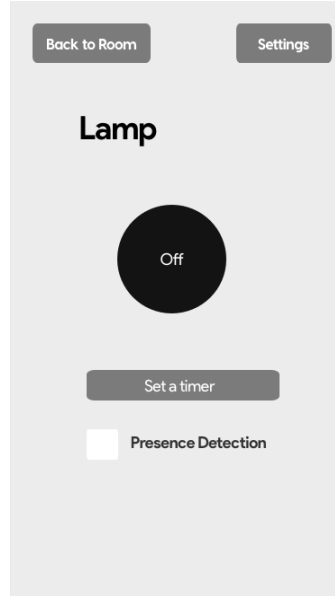 Back to Room
Settings
Lamp
Off
Set a timer
Presence Detection